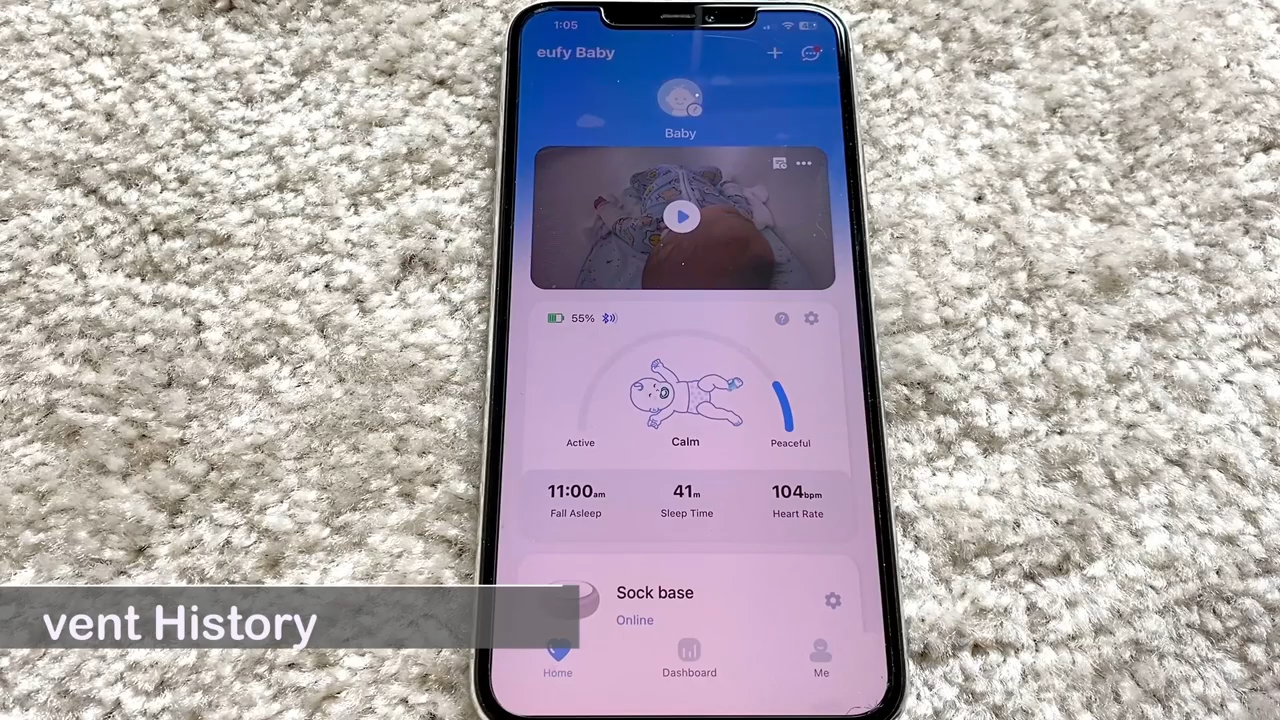 1:05
eufy Baby
Baby
55%
Active
Calm
Peaceful
11:00am
41m
104bpm
Fall Asleep
Sleep Time
Heart Rate
Sock base
Online
vent History
Home
Dashboard
Me